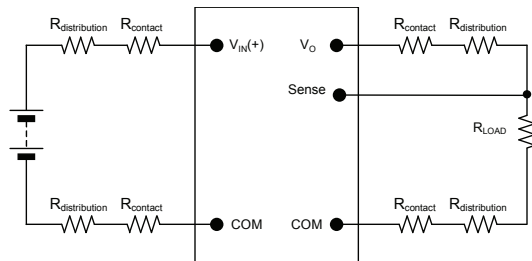 Rdistribution Rcontact VIN(+) VO Rcontact Rdistribution
Sense
RLOAD
Rdistribution Rcontact COM COM Rcontact Rdistribution